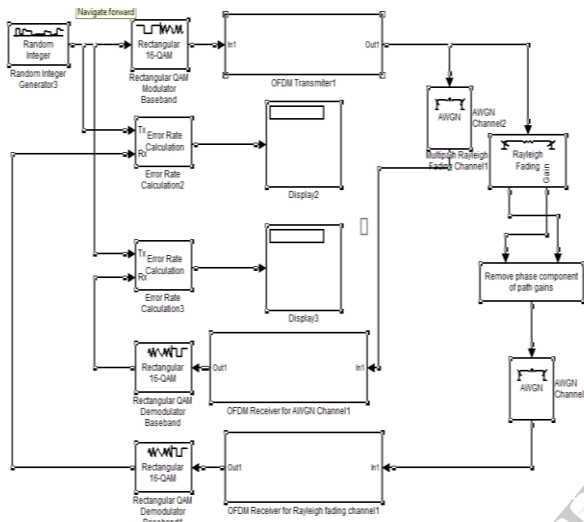 Navigate forward
Random
Integer
Random Integer
Generator3
Rectangular
16-QAM
Rectangular QAM
Modulator
Baseband
In1
Out1
OFDM Transmiter1
AWGN
AWGN
Channel2
Multipath Rayleigh
Fading Channel1
Rayleigh
Fading
Gain
Tx
Rx
Error Rate
Calculation
Error Rate
Calculation2
Display2
Tx
Rx
Error Rate
Calculation
Error Rate
Calculation3
Display3
Remove phase component
of path gains
AWGN
AWGN
Channel
Rectangular
16-QAM
Rectangular QAM
Demodulator
Baseband
Out1
In1
OFDM Receiver for AWGN Channel1
Rectangular
16-QAM
Rectangular QAM
Demodulator
Baseband1
Out1
In1
OFDM Receiver for Rayleigh fading channel1